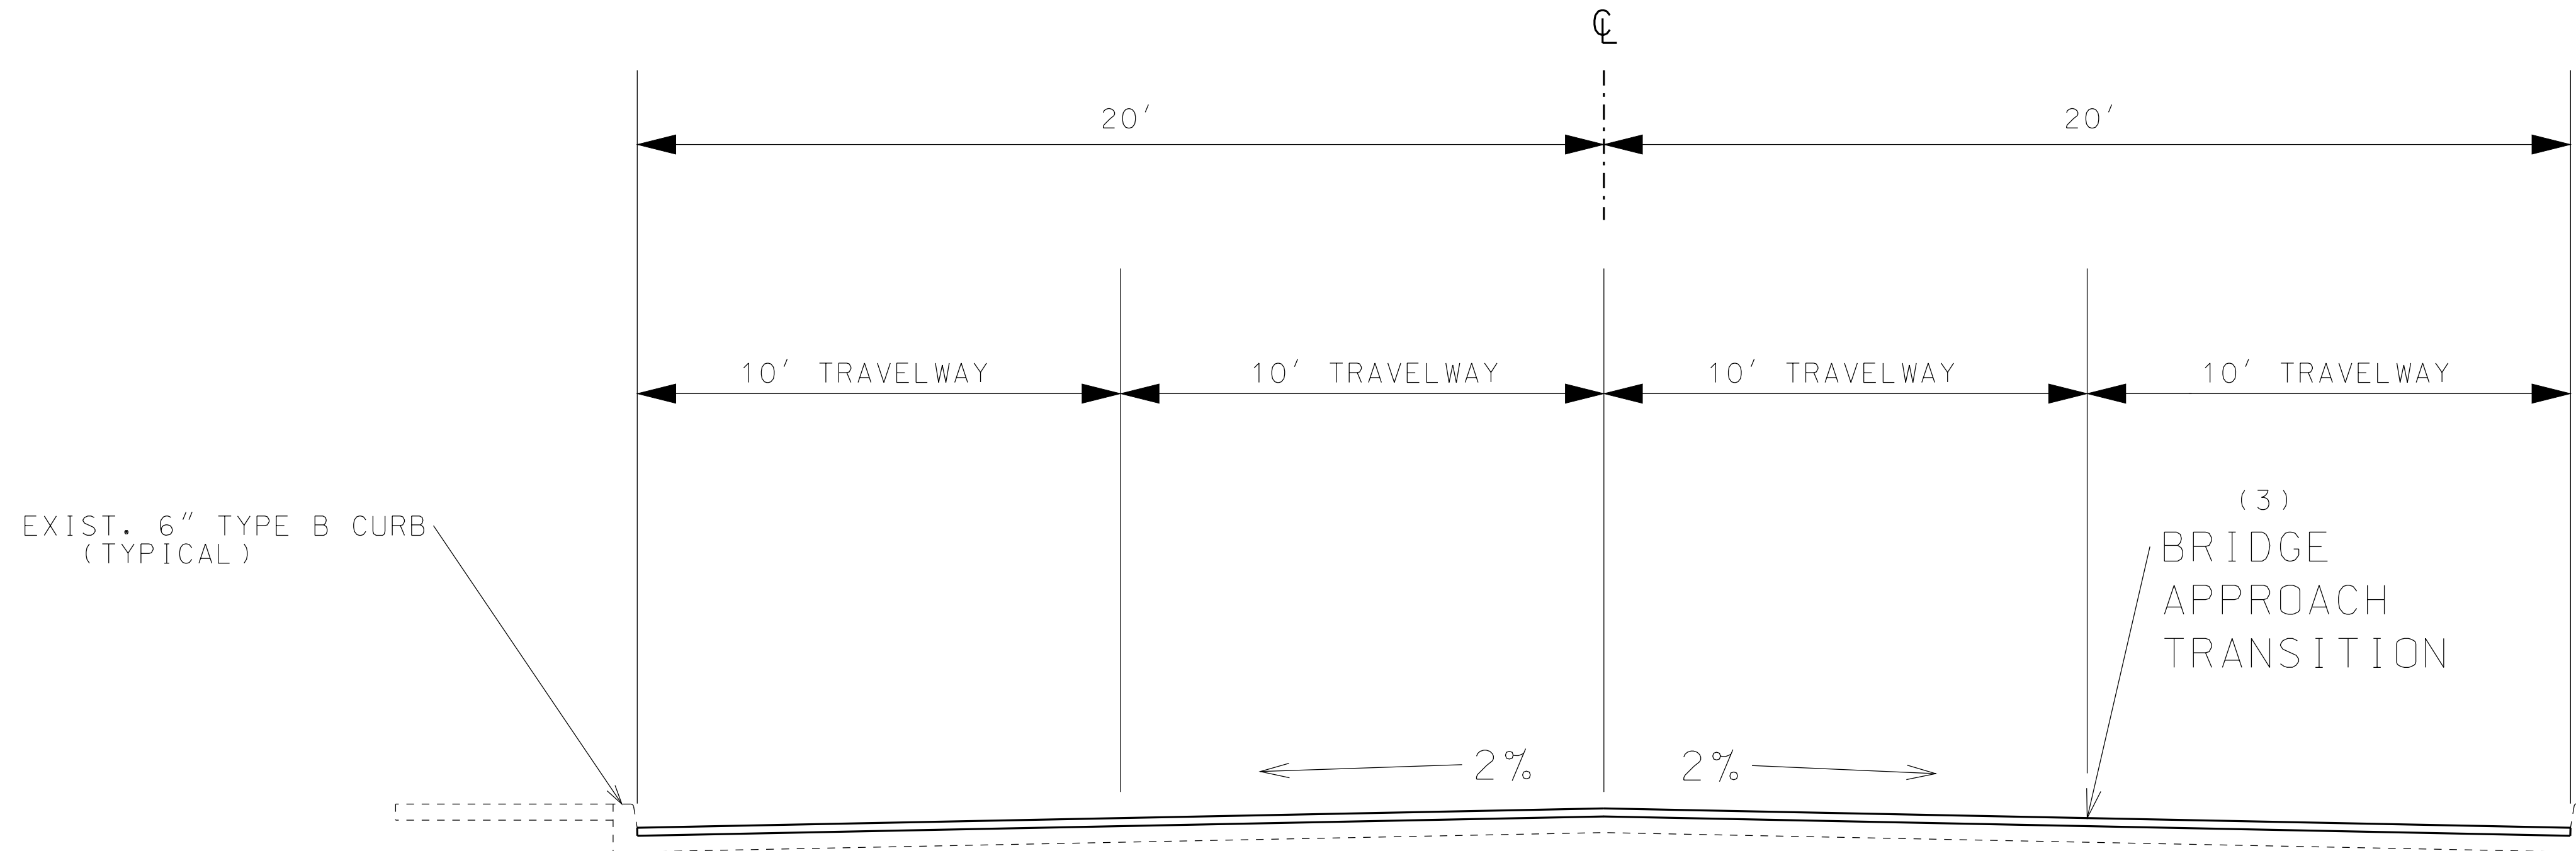 ℄
20' 20'
10' TRAVELWAY 10' TRAVELWAY 10' TRAVELWAY 10' TRAVELWAY
(3)
EXIST. 6" TYPE B CURB
(TYPICAL)
BRIDGE
APPROACH
TRANSITION
2% 2%